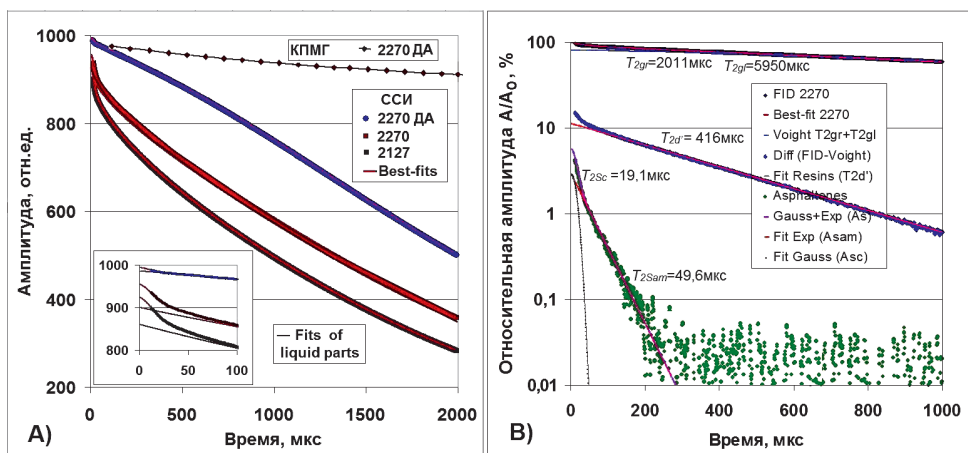 1000
800
600
400
200
0
500
1000
1500
2000
Амплитуда, отн.ед.
Время, мкс
A)
КПМГ
2270 ДА
ССИ
2270 ДА
2270
2127
Best-fits
1000
900
800
0
50
100
Fits of
liquid parts
100
10
1
0,1
0,01
0
200
400
600
800
1000
Относительная амплитуда A/A0, %
Время, мкс
B)
T2gr=2011мкс
T2gl=5950мкс
T2d'= 416мкс
T2Sc =19,1мкс
T2Sam=49,6мкс
FID 2270
Best-fit 2270
Voight T2gr+T2gl
Diff (FID-Voight)
Fit Resins (T2d')
Asphaltenes
Gauss+Exp (As)
Fit Exp (Asam)
Fit Gauss (Asc)